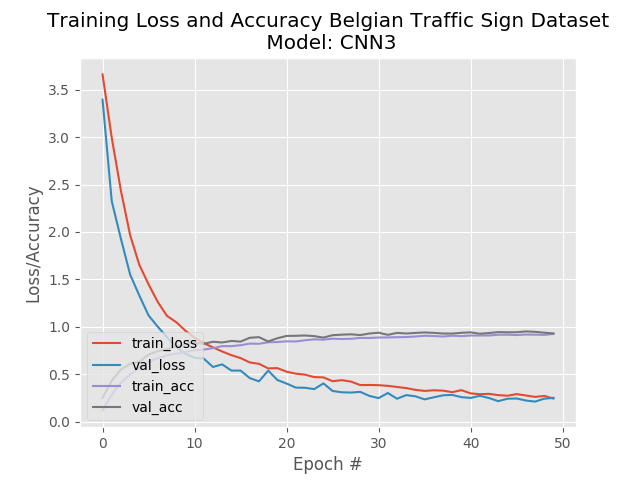 Training Loss and Accuracy Belgian Traffic Sign Dataset
Model: CNN3
Loss/Accuracy
3.5
3.0
2.5
2.0
1.5
1.0
0.5
0.0
train_loss
val_loss
train_acc
val_acc
0 10 20 30 40 50
Epoch #